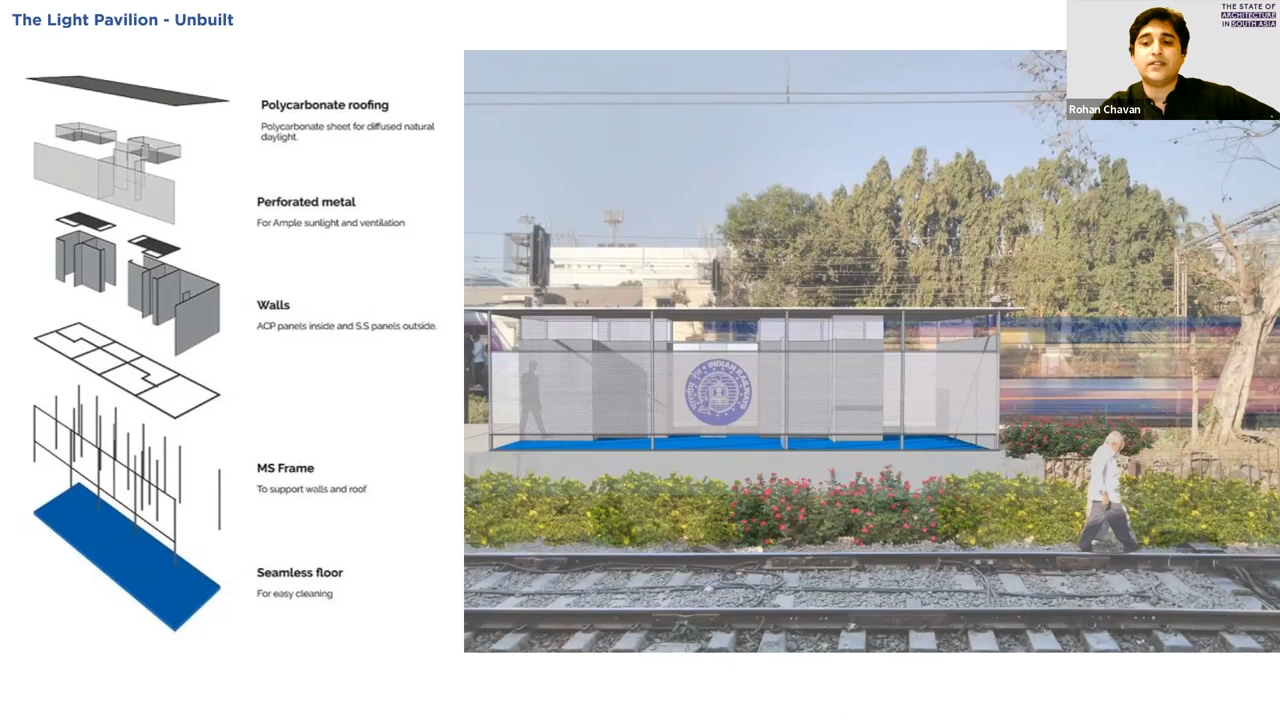 The Light Pavilion - Unbuilt
THE STATE OF
ARCHITECTURE
IN SOUTH ASIA
Rohan Chavan
Polycarbonate roofing
Polycarbonate sheet for diffused natural
daylight.
Perforated metal
For Ample sunlight and ventilation
Walls
ACP panels inside and S.S panels outside.
MS Frame
To support walls and roof
Seamless floor
For easy cleaning
INDIAN RAILWAYS